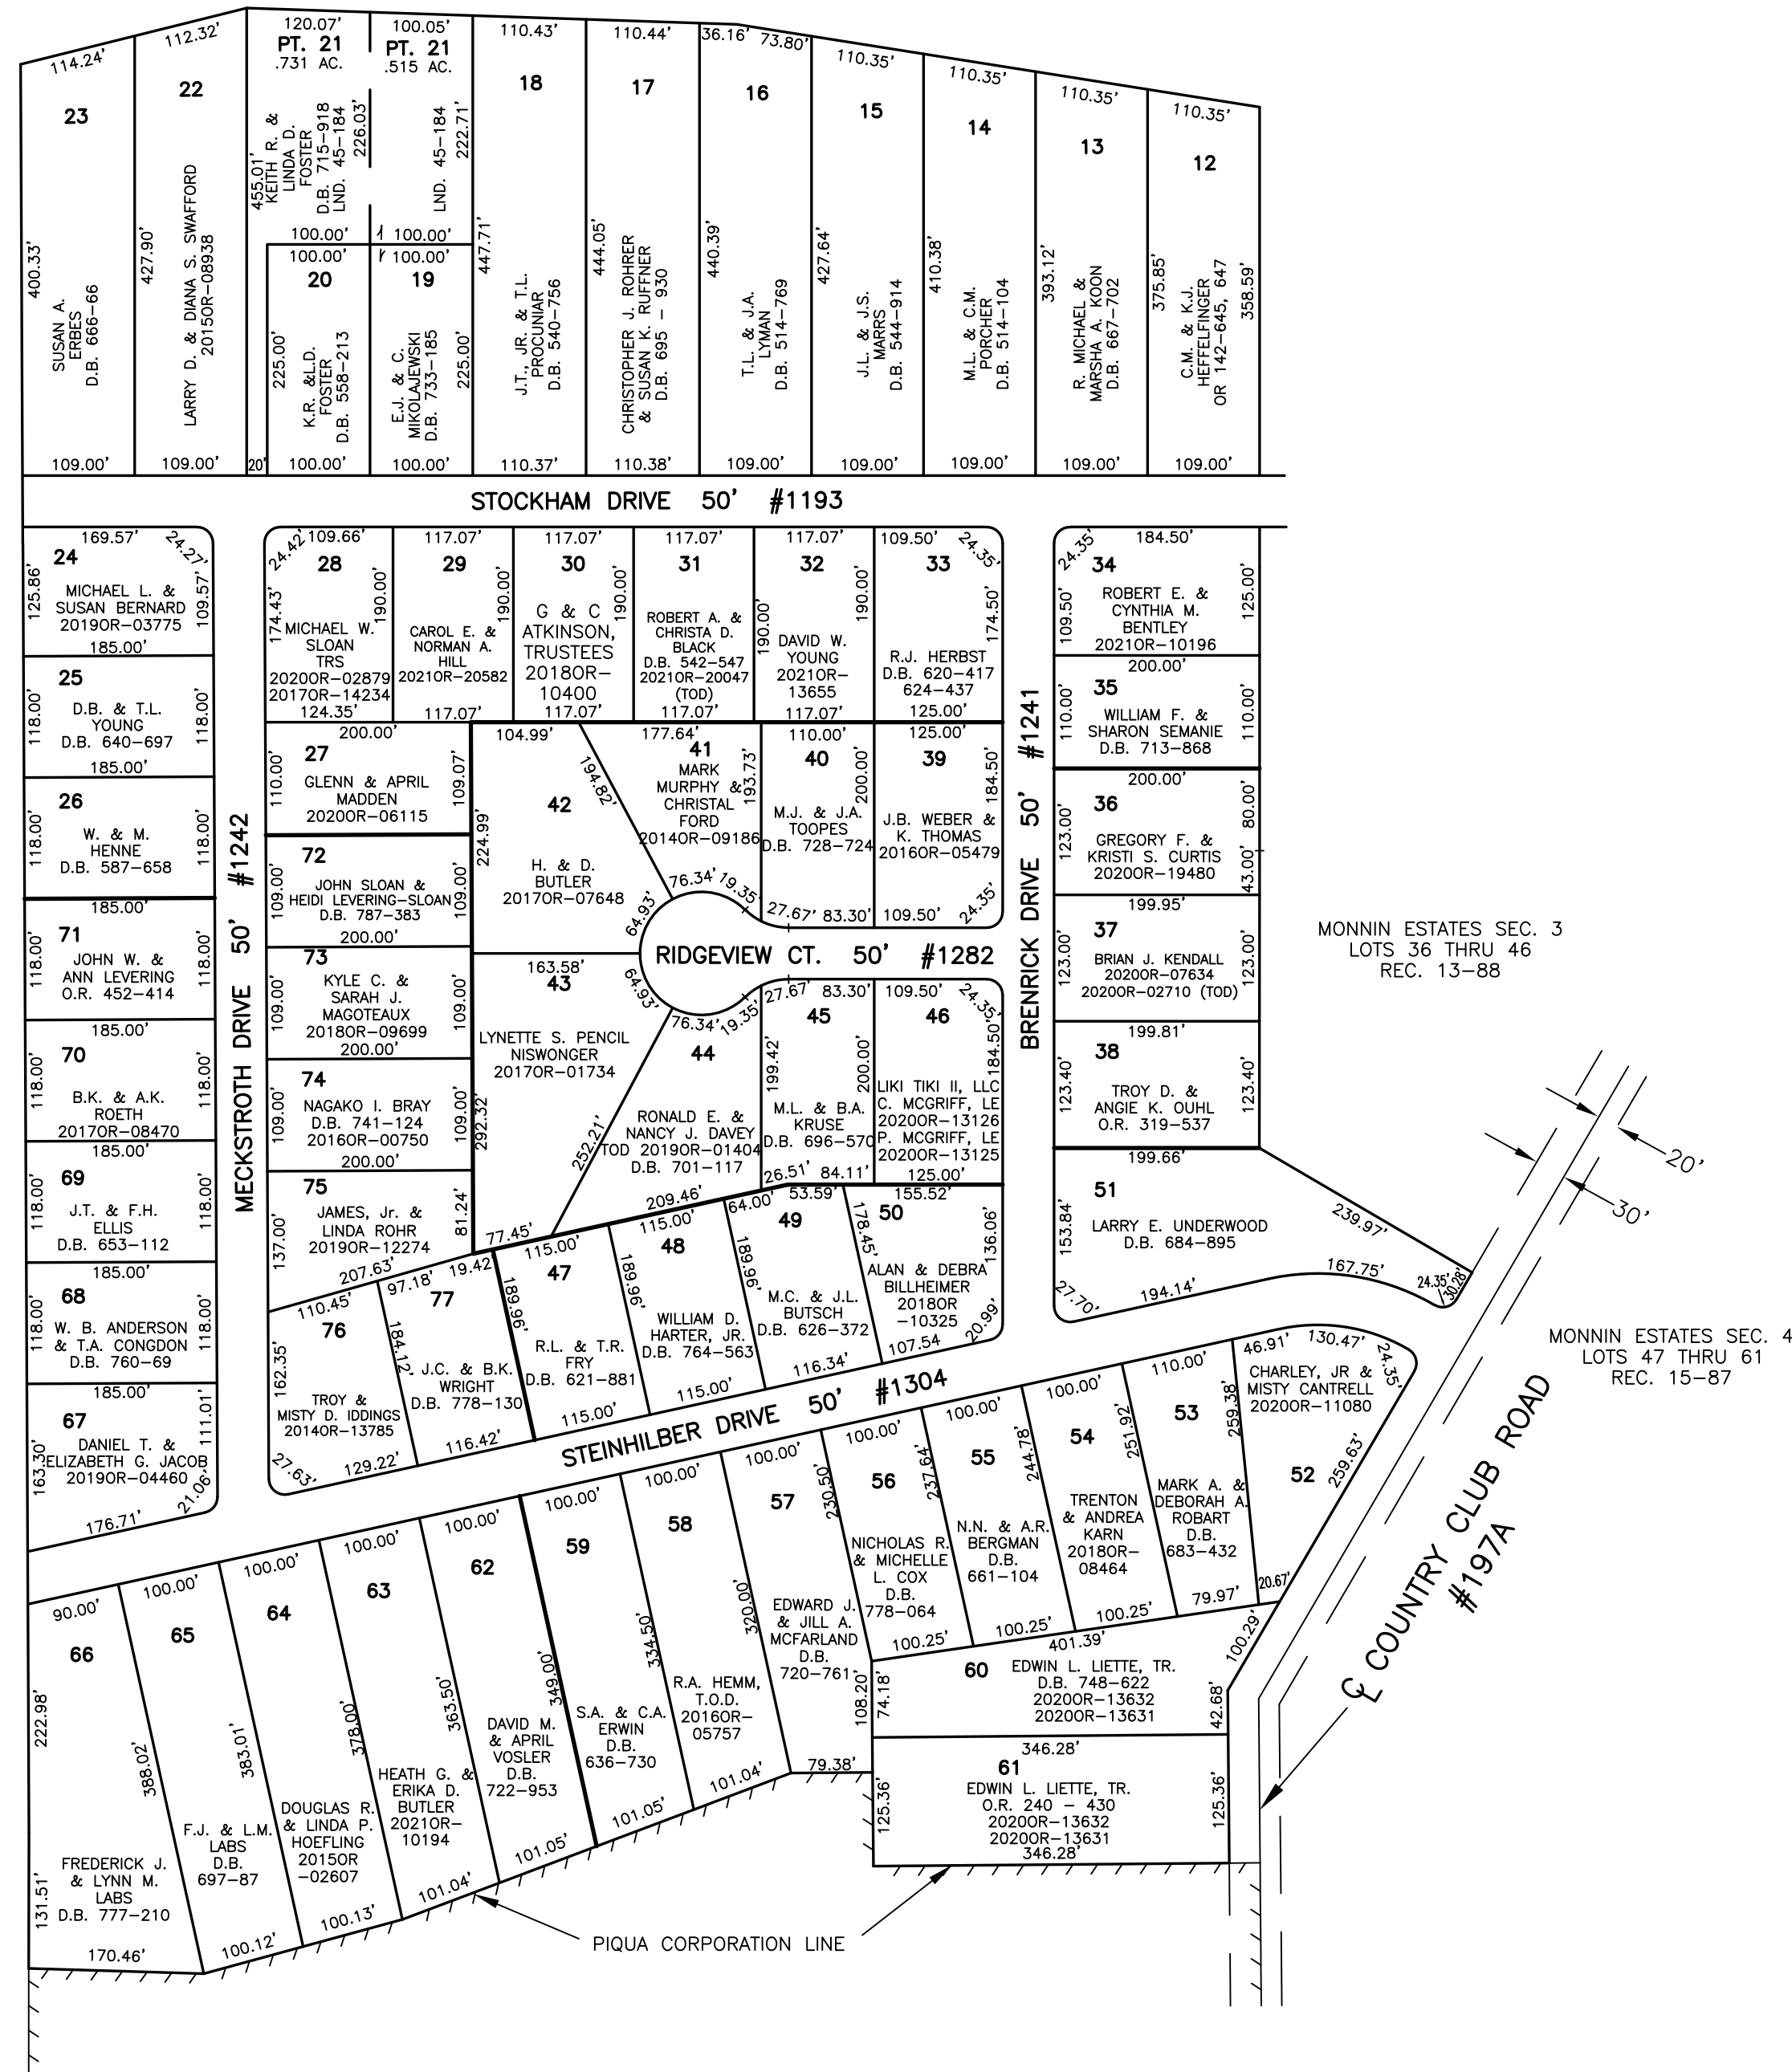 114.24'
23
400.33'
SUSAN A.
ERBES
D.B. 666-66
109.00'
112.32'
22
427.90'
LARRY D. & DIANA S. SWAFFORD
2015OR-08938
109.00'
120.07'
PT. 21
.731 AC.
455.01'
KEITH R. &
LINDA D.
FOSTER
D.B. 715-918
LND. 45-184
226.03'
100.00'
20'
100.05'
PT. 21
.515 AC.
LND. 45-184
222.71'
100.00'
100.00'
20
225.00'
K.R. &L.D.
FOSTER
D.B. 558-213
100.00'
100.00'
19
E.J. & C.
MIKOLAJEWSKI
D.B. 733-185
225.00'
100.00'
110.43'
18
447.71'
J.T., JR. & T.L.
PROCUNIAR
D.B. 540-756
110.37'
110.44'
17
444.05'
CHRISTOPHER J. ROHRER
& SUSAN K. RUFFNER
D.B. 695 - 930
110.38'
36.16'
73.80'
16
440.39'
T.L. & J.A.
LYMAN
D.B. 514-769
109.00'
110.35'
15
427.64'
J.L. & J.S.
MARRS
D.B. 544-914
109.00'
110.35'
14
410.38'
M.L. & C.M.
PORCHER
D.B. 514-104
109.00'
110.35'
13
393.12'
R. MICHAEL &
MARSHA A. KOON
D.B. 667-702
109.00'
110.35'
12
375.85'
C.M. & K.J.
HEFFELFINGER
OR 142-645, 647
358.59'
109.00'
STOCKHAM DRIVE 50' #1193
169.57'
24.27'
24
125.86'
MICHAEL L. &
SUSAN BERNARD
2019OR-03775
109.57'
185.00'
25
118.00'
D.B. & T.L.
YOUNG
D.B. 640-697
118.00'
185.00'
26
118.00'
W. & M.
HENNE
D.B. 587-658
118.00'
185.00'
71
118.00'
JOHN W. &
ANN LEVERING
O.R. 452-414
118.00'
185.00'
70
118.00'
B.K. & A.K.
ROETH
2017OR-08470
118.00'
185.00'
69
118.00'
J.T. & F.H.
ELLIS
D.B. 653-112
118.00'
185.00'
68
118.00'
W. B. ANDERSON
& T.A. CONGDON
D.B. 760-69
118.00'
185.00'
67
163.30'
DANIEL T. &
ELIZABETH G. JACOB
2019OR-04460
111.01'
21.06'
176.71'
MECKSTROTH DRIVE 50' #1242
24.42'
109.66'
28
174.43'
190.00'
MICHAEL W.
SLOAN
TRS
2020OR-02879
2017OR-14234
124.35'
117.07'
29
190.00'
CAROL E. &
NORMAN A.
HILL
2021OR-20582
117.07'
117.07'
30
190.00'
G & C
ATKINSON,
TRUSTEES
2018OR-
10400
117.07'
117.07'
31
ROBERT A. &
CHRISTA D.
BLACK
D.B. 542-547
2021OR-20047
(TOD)
190.00'
117.07'
117.07'
32
190.00'
DAVID W.
YOUNG
2021OR-
13655
117.07'
109.50'
24.35'
33
174.50'
R.J. HERBST
D.B. 620-417
624-437
125.00'
24.35'
184.50'
34
109.50'
ROBERT E. &
CYNTHIA M.
BENTLEY
2021OR-10196
125.00'
200.00'
35
110.00'
WILLIAM F. &
SHARON SEMANIE
D.B. 713-868
110.00'
200.00'
36
123.00'
GREGORY F. &
KRISTI S. CURTIS
2020OR-19480
80.00'
43.00'
199.95'
37
123.00'
BRIAN J. KENDALL
2020OR-07634
2020OR-02710 (TOD)
123.00'
199.81'
38
123.40'
TROY D. &
ANGIE K. OUHL
O.R. 319-537
123.40'
199.66'
51
153.84'
LARRY E. UNDERWOOD
D.B. 684-895
239.97'
167.75'
24.35'
30.28'
27.70'
194.14'
BRENRICK DRIVE 50' #1241
200.00'
27
110.00'
GLENN & APRIL
MADDEN
2020OR-06115
109.07'
72
109.00'
JOHN SLOAN &
HEIDI LEVERING-SLOAN
D.B. 787-383
109.00'
200.00'
73
109.00'
KYLE C. &
SARAH J.
MAGOTEAUX
2018OR-09699
109.00'
200.00'
74
109.00'
NAGAKO I. BRAY
D.B. 741-124
2016OR-00750
109.00'
200.00'
75
137.00'
JAMES, Jr. &
LINDA ROHR
2019OR-12274
81.24'
207.63'
104.99'
42
194.82'
224.99'
H. & D.
BUTLER
2017OR-07648
64.93'
177.64'
41
MARK
MURPHY &
CHRISTAL
FORD
2014OR-09186
193.73'
76.34'
19.35'
110.00'
40
200.00'
M.J. & J.A.
TOOPES
D.B. 728-724
27.67'
83.30'
125.00'
39
184.50'
J.B. WEBER &
K. THOMAS
2016OR-05479
109.50'
24.35'
RIDGEVIEW CT. 50' #1282
163.58'
43
64.93'
LYNETTE S. PENCIL
NISWONGER
2017OR-01734
292.32'
252.21'
77.45'
76.34'
19.35'
44
RONALD E. &
NANCY J. DAVEY
TOD 2019OR-01404
D.B. 701-117
209.46'
27.67'
83.30'
45
199.42'
200.00'
M.L. & B.A.
KRUSE
D.B. 696-570
26.51'
84.11'
109.50'
24.35'
46
184.50'
LIKI TIKI II, LLC
C. MCGRIFF, LE
2020OR-13126
P. MCGRIFF, LE
2020OR-13125
125.00'
110.45'
76
162.35'
TROY &
MISTY D. IDDINGS
2014OR-13785
27.63'
129.22'
97.18'
19.42'
77
184.12'
J.C. & B.K.
WRIGHT
D.B. 778-130
116.42'
115.00'
47
189.96'
R.L. & T.R.
FRY
D.B. 621-881
115.00'
115.00'
48
189.96'
WILLIAM D.
HARTER, JR.
D.B. 764-563
115.00'
64.00'
53.59'
49
189.96'
M.C. & J.L.
BUTSCH
D.B. 626-372
116.34'
155.52'
50
178.45'
136.06'
ALAN & DEBRA
BILLHEIMER
2018OR
-10325
107.54
20.99'
STEINHILBER DRIVE 50' #1304
MONNIN ESTATES SEC. 3
LOTS 36 THRU 46
REC. 13-88
20'
30'
MONNIN ESTATES SEC. 4
LOTS 47 THRU 61
REC. 15-87
46.91'
130.47'
24.35'
CHARLEY, JR &
MISTY CANTRELL
2020OR-11080
52
259.63'
20.67'
110.00'
53
259.38'
MARK A. &
DEBORAH A.
ROBART
D.B.
683-432
79.97'
100.00'
54
251.92'
TRENTON
& ANDREA
KARN
2018OR-
08464
100.25'
100.00'
55
244.78'
N.N. & A.R.
BERGMAN
D.B.
661-104
100.25'
100.00'
56
237.64'
NICHOLAS R.
& MICHELLE
L. COX
D.B.
778-064
100.25'
100.00'
57
230.50'
EDWARD J.
& JILL A.
MCFARLAND
D.B.
720-761
108.20'
79.38'
100.00'
58
320.00'
R.A. HEMM,
T.O.D.
2016OR-
05757
101.04'
100.00'
59
334.50'
S.A. & C.A.
ERWIN
D.B.
636-730
101.05'
100.00'
62
349.00'
DAVID M.
& APRIL
VOSLER
D.B.
722-953
101.05'
100.00'
63
363.50'
HEATH G. &
ERIKA D.
BUTLER
2021OR-
10194
101.04'
100.00'
64
378.00'
DOUGLAS R.
& LINDA P.
HOEFLING
2015OR
-02607
100.13'
100.00'
65
383.01'
F.J. & L.M.
LABS
D.B.
697-87
100.12'
90.00'
66
222.98'
388.02'
FREDERICK J.
& LYNN M.
LABS
D.B. 777-210
131.51'
170.46'
401.39'
100.29'
60
74.18'
EDWIN L. LIETTE, TR.
D.B. 748-622
2020OR-13632
2020OR-13631
42.68'
346.28'
61
125.36'
EDWIN L. LIETTE, TR.
O.R. 240 - 430
2020OR-13632
2020OR-13631
125.36'
346.28'
CL COUNTRY CLUB ROAD
#197A
PIQUA CORPORATION LINE